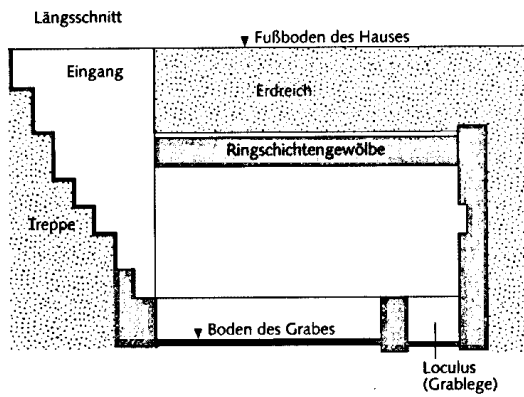 Längsschnitt
Fußboden des Hauses
Eingang
Erdreich
Ringschichtengewölbe
Treppe
Boden des Grabes
Loculus
(Grablege)